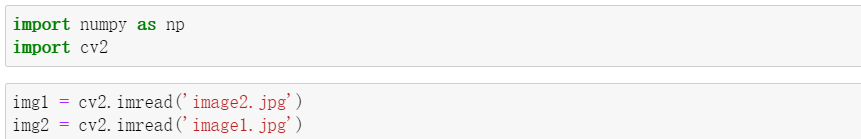 import numpy as np
import cv2
img1 = cv2.imread('image2.jpg')
img2 = cv2.imread('image1.jpg')